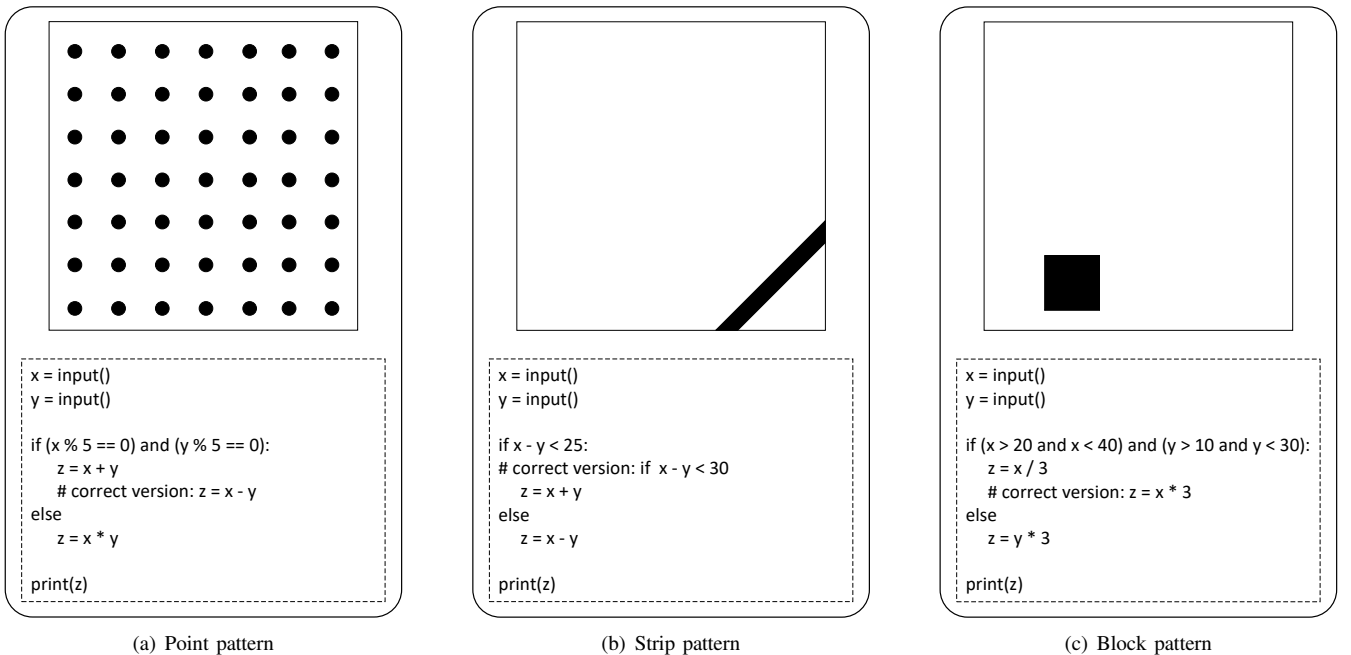 x = input()
y = input()
if (x % 5 == 0) and (y % 5 == 0):
z = x + y
# correct version: z = x - y
else
z = x * y
print(z)
(a) Point pattern
x = input()
y = input()
if x - y < 25:
# correct version: if x - y < 30
z = x + y
else
z = x - y
print(z)
(b) Strip pattern
x = input()
y = input()
if (x > 20 and x < 40) and (y > 10 and y < 30):
z = x / 3
# correct version: z = x * 3
else
z = y * 3
print(z)
(c) Block pattern